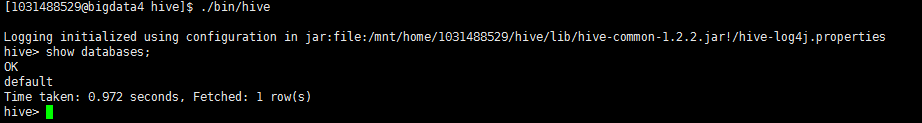 [1031488529@bigdata4 hive]$ ./bin/hive
Logging initialized using configuration in jar:file:/mnt/home/1031488529/hive/lib/hive-common-1.2.2.jar!/hive-log4j.properties
hive> show databases;
OK
default
Time taken: 0.972 seconds, Fetched: 1 row(s)
hive>